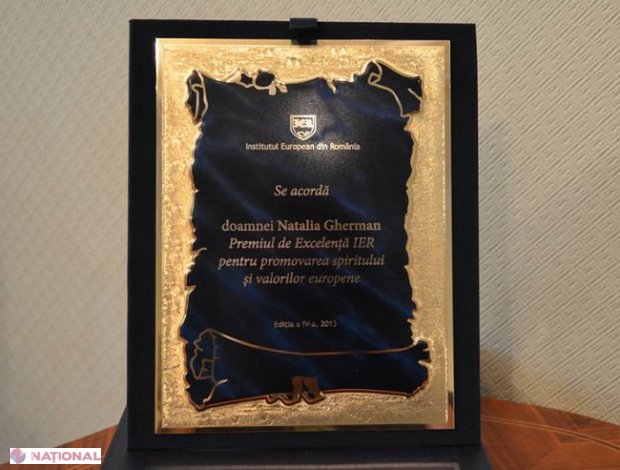 IER
Institutul European din România
Se acordă
doamnei Natalia Gherman
Premiul de Excelență IER
pentru promovarea spiritului
și valorilor europene
Ediția a IV-a, 2013
NAȚIONAL